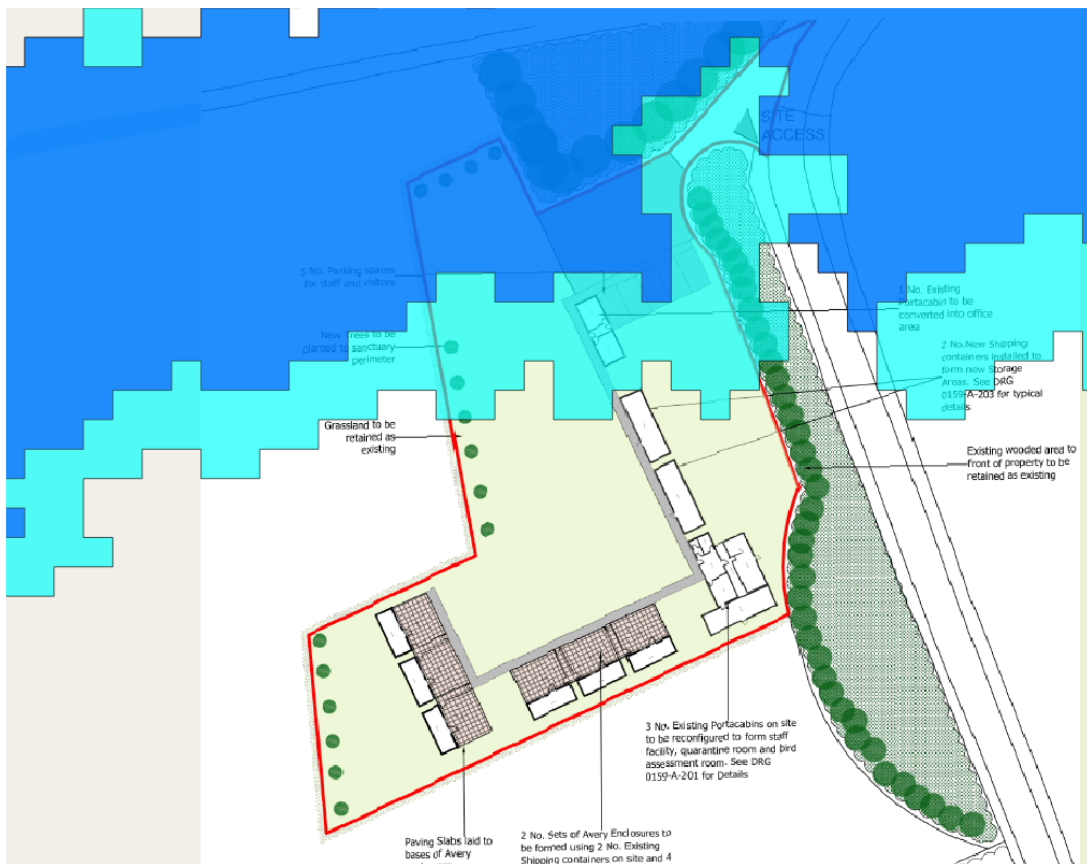 SITE
ACCESS
5 No. Parking spaces
for staff and visitors
1 No. Existing
Portacabin to be
converted into office
area
New Trees to be
planted to sanctuary
perimeter
2 No.New Shipping
containers installed to
form new Storage
Areas. See DRG
0159-A-203 for typical
details
Grassland to be
retained as
existing
Existing wooded area to
front of property to be
retained as existing
3 No. Existing Portacabins on site
to be reconfigured to form staff
facility, quarantine room and bird
assessment room- See DRG
0159-A-201 for Details
Paving Slabs laid to
bases of Avery
2 No. Sets of Avery Enclosures to
be formed using 2 No. Existing
Shipping containers on site and 4